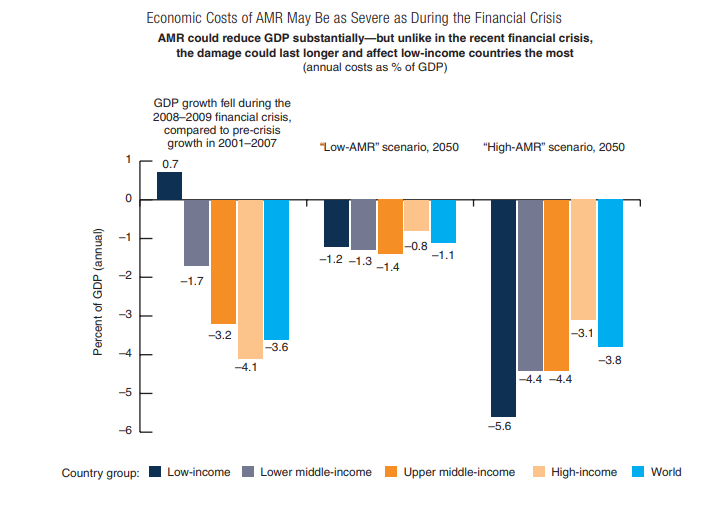 Economic Costs of AMR May Be as Severe as During the Financial Crisis
AMR could reduce GDP substantially—but unlike in the recent financial crisis,
the damage could last longer and affect low-income countries the most
(annual costs as % of GDP)
GDP growth fell during the
2008–2009 financial crisis,
compared to pre-crisis
growth in 2001–2007
"Low-AMR" scenario, 2050
"High-AMR" scenario, 2050
Percent of GDP (annual)
1
0
–1
–2
–3
–4
–5
–6
0.7
–1.7
–3.2
–4.1
–3.6
–1.2
–1.3
–1.4
–0.8
–1.1
–5.6
–4.4
–4.4
–3.1
–3.8
Country group: Low-income Lower middle-income Upper middle-income High-income World